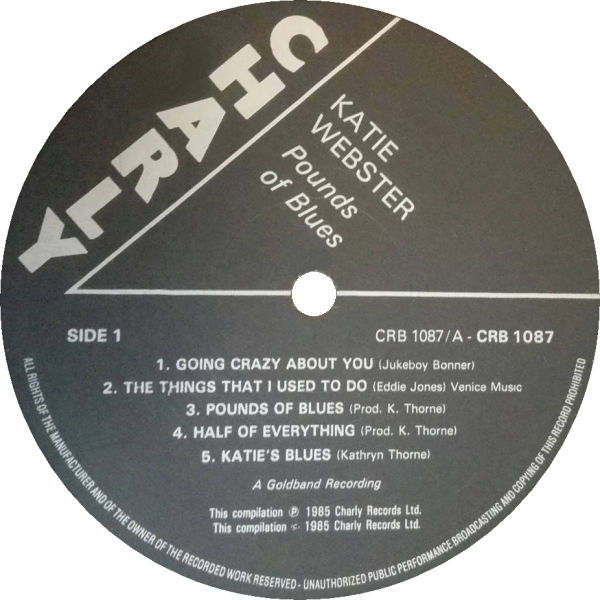 CHARLY
KATIE
WEBSTER
Pounds
of Blues
SIDE 1
CRB 1087/A - CRB 1087
1. GOING CRAZY ABOUT YOU (Jukeboy Bonner)
2. THE THINGS THAT I USED TO DO (Eddie Jones) Venice Music
3. POUNDS OF BLUES (Prod. K. Thorne)
4. HALF OF EVERYTHING (Prod. K. Thorne)
5. KATIE'S BLUES (Kathryn Thorne)
A Goldband Recording
This compilation ℗ 1985 Charly Records Ltd.
This compilation © 1985 Charly Records Ltd.
ALL RIGHTS OF THE MANUFACTURER AND OF THE OWNER OF THE RECORDED WORK RESERVED - UNAUTHORIZED PUBLIC PERFORMANCE BROADCASTING AND COPYING OF THIS RECORD PROHIBITED